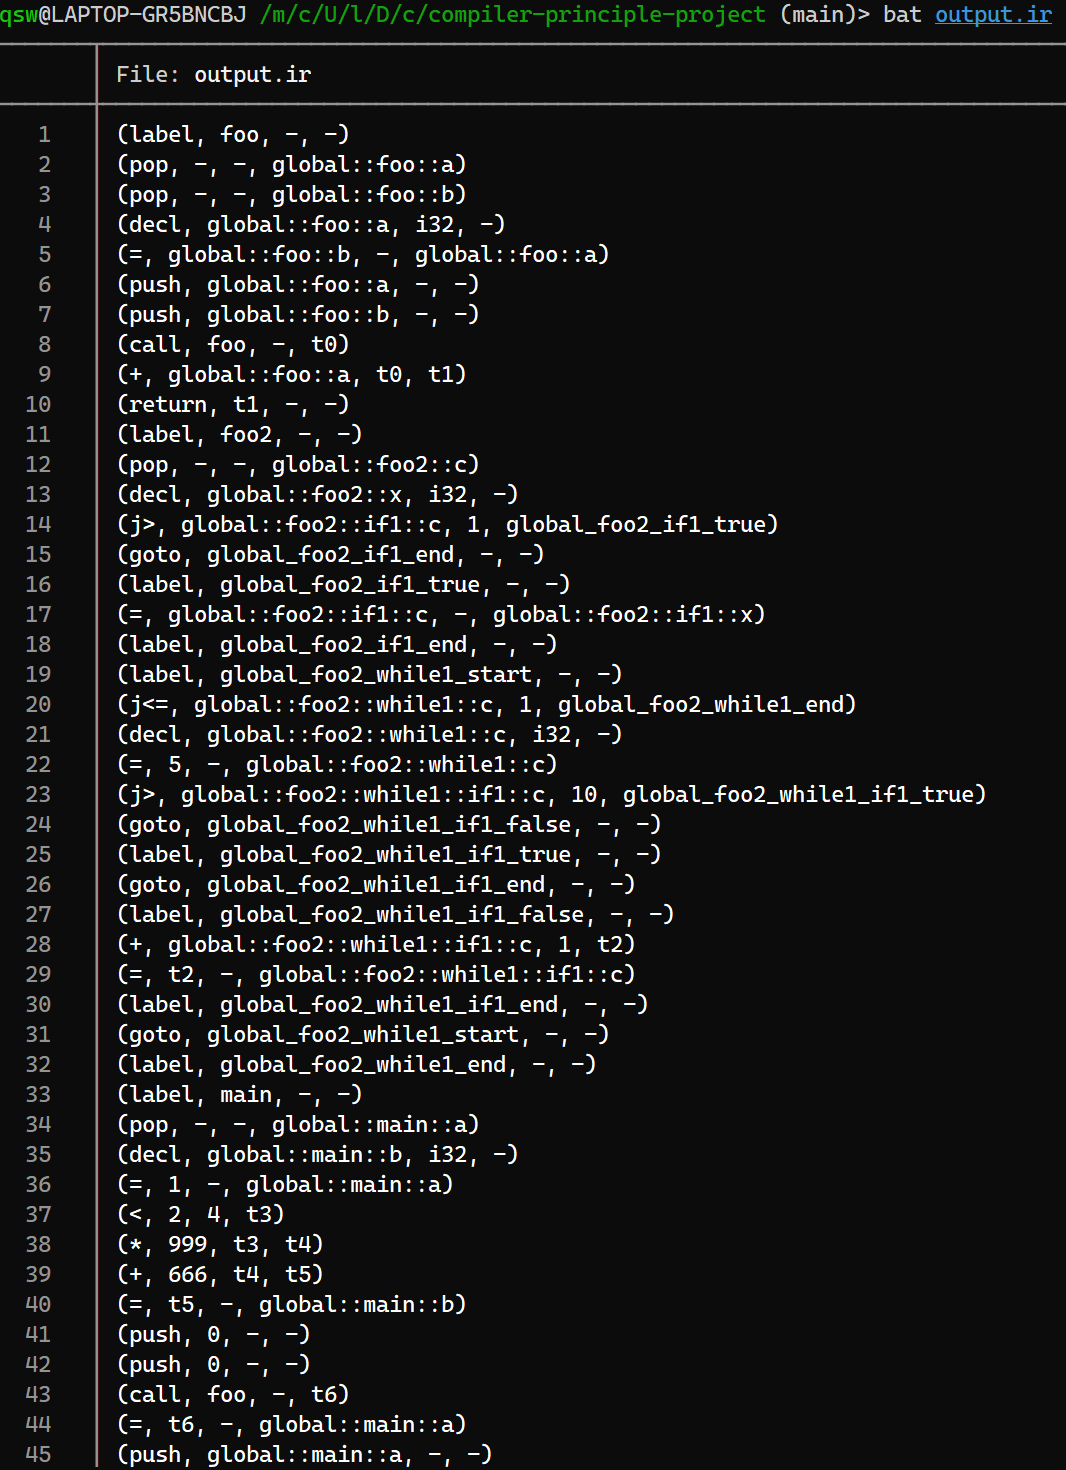 qsw@LAPTOP-GR5BNCBJ /m/c/U/l/D/c/compiler-principle-project (main)> bat output.ir
File: output.ir
1 (label, foo, -, -)
2 (pop, -, -, global::foo::a)
3 (pop, -, -, global::foo::b)
4 (decl, global::foo::a, i32, -)
5 (=, global::foo::b, -, global::foo::a)
6 (push, global::foo::a, -, -)
7 (push, global::foo::b, -, -)
8 (call, foo, -, t0)
9 (+, global::foo::a, t0, t1)
10 (return, t1, -, -)
11 (label, foo2, -, -)
12 (pop, -, -, global::foo2::c)
13 (decl, global::foo2::x, i32, -)
14 (j>, global::foo2::if1::c, 1, global_foo2_if1_true)
15 (goto, global_foo2_if1_end, -, -)
16 (label, global_foo2_if1_true, -, -)
17 (=, global::foo2::if1::c, -, global::foo2::if1::x)
18 (label, global_foo2_if1_end, -, -)
19 (label, global_foo2_while1_start, -, -)
20 (j<=, global::foo2::while1::c, 1, global_foo2_while1_end)
21 (decl, global::foo2::while1::c, i32, -)
22 (=, 5, -, global::foo2::while1::c)
23 (j>, global::foo2::while1::if1::c, 10, global_foo2_while1_if1_true)
24 (goto, global_foo2_while1_if1_false, -, -)
25 (label, global_foo2_while1_if1_true, -, -)
26 (goto, global_foo2_while1_if1_end, -, -)
27 (label, global_foo2_while1_if1_false, -, -)
28 (+, global::foo2::while1::if1::c, 1, t2)
29 (=, t2, -, global::foo2::while1::if1::c)
30 (label, global_foo2_while1_if1_end, -, -)
31 (goto, global_foo2_while1_start, -, -)
32 (label, global_foo2_while1_end, -, -)
33 (label, main, -, -)
34 (pop, -, -, global::main::a)
35 (decl, global::main::b, i32, -)
36 (=, 1, -, global::main::a)
37 (<, 2, 4, t3)
38 (*, 999, t3, t4)
39 (+, 666, t4, t5)
40 (=, t5, -, global::main::b)
41 (push, 0, -, -)
42 (push, 0, -, -)
43 (call, foo, -, t6)
44 (=, t6, -, global::main::a)
45 (push, global::main::a, -, -)